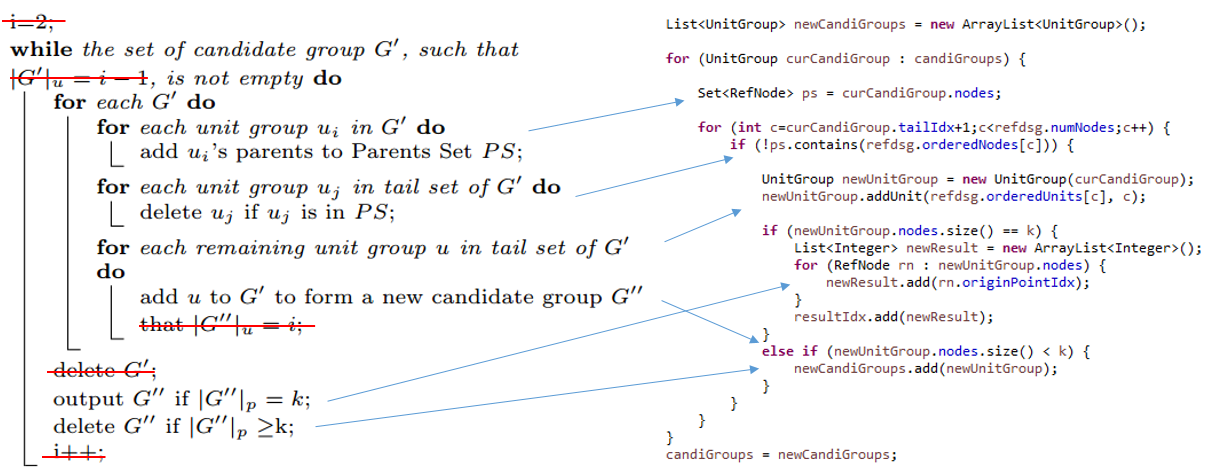 i=2;
while the set of candidate group G′, such that
|G′|u = i − 1, is not empty do
for each G′ do
for each unit group ui in G′ do
add ui's parents to Parents Set PS;
for each unit group uj in tail set of G′ do
delete uj if uj is in PS;
for each remaining unit group u in tail set of G′
do
add u to G′ to form a new candidate group G″
that |G″|u = i;
delete G′;
output G″ if |G″|p = k;
delete G″ if |G″|p ≥k;
i++;
List<UnitGroup> newCandiGroups = new ArrayList<UnitGroup>();
for (UnitGroup curCandiGroup : candiGroups) {
Set<RefNode> ps = curCandiGroup.nodes;
for (int c=curCandiGroup.tailIdx+1;c<refdsg.numNodes;c++) {
if (!ps.contains(refdsg.orderedNodes[c])) {
UnitGroup newUnitGroup = new UnitGroup(curCandiGroup);
newUnitGroup.addUnit(refdsg.orderedUnits[c], c);
if (newUnitGroup.nodes.size() == k) {
List<Integer> newResult = new ArrayList<Integer>();
for (RefNode rn : newUnitGroup.nodes) {
newResult.add(rn.originPointIdx);
}
resultIdx.add(newResult);
}
else if (newUnitGroup.nodes.size() < k) {
newCandiGroups.add(newUnitGroup);
}
}
}
}
candiGroups = newCandiGroups;